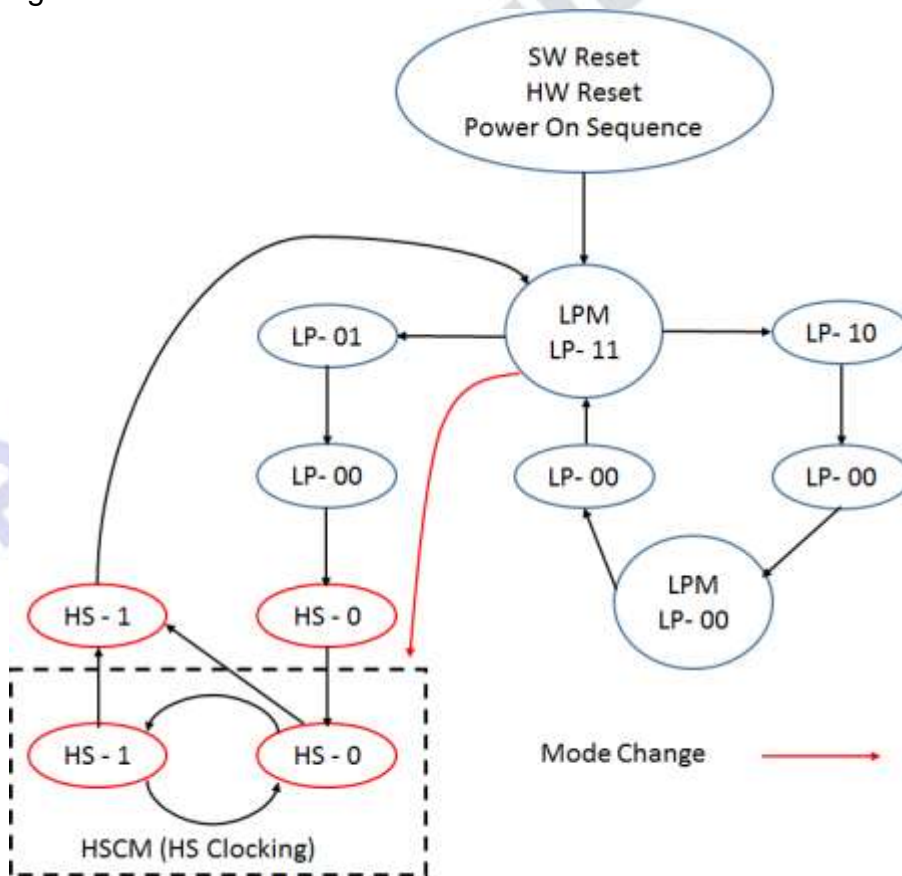 SW Reset
HW Reset
Power On Sequence
LPM
LP- 11
LP- 01
LP- 10
LP- 00
LP- 00
LP- 00
LPM
LP- 00
HS - 1
HS - 0
HS - 1
HS - 0
Mode Change
HSCM (HS Clocking)